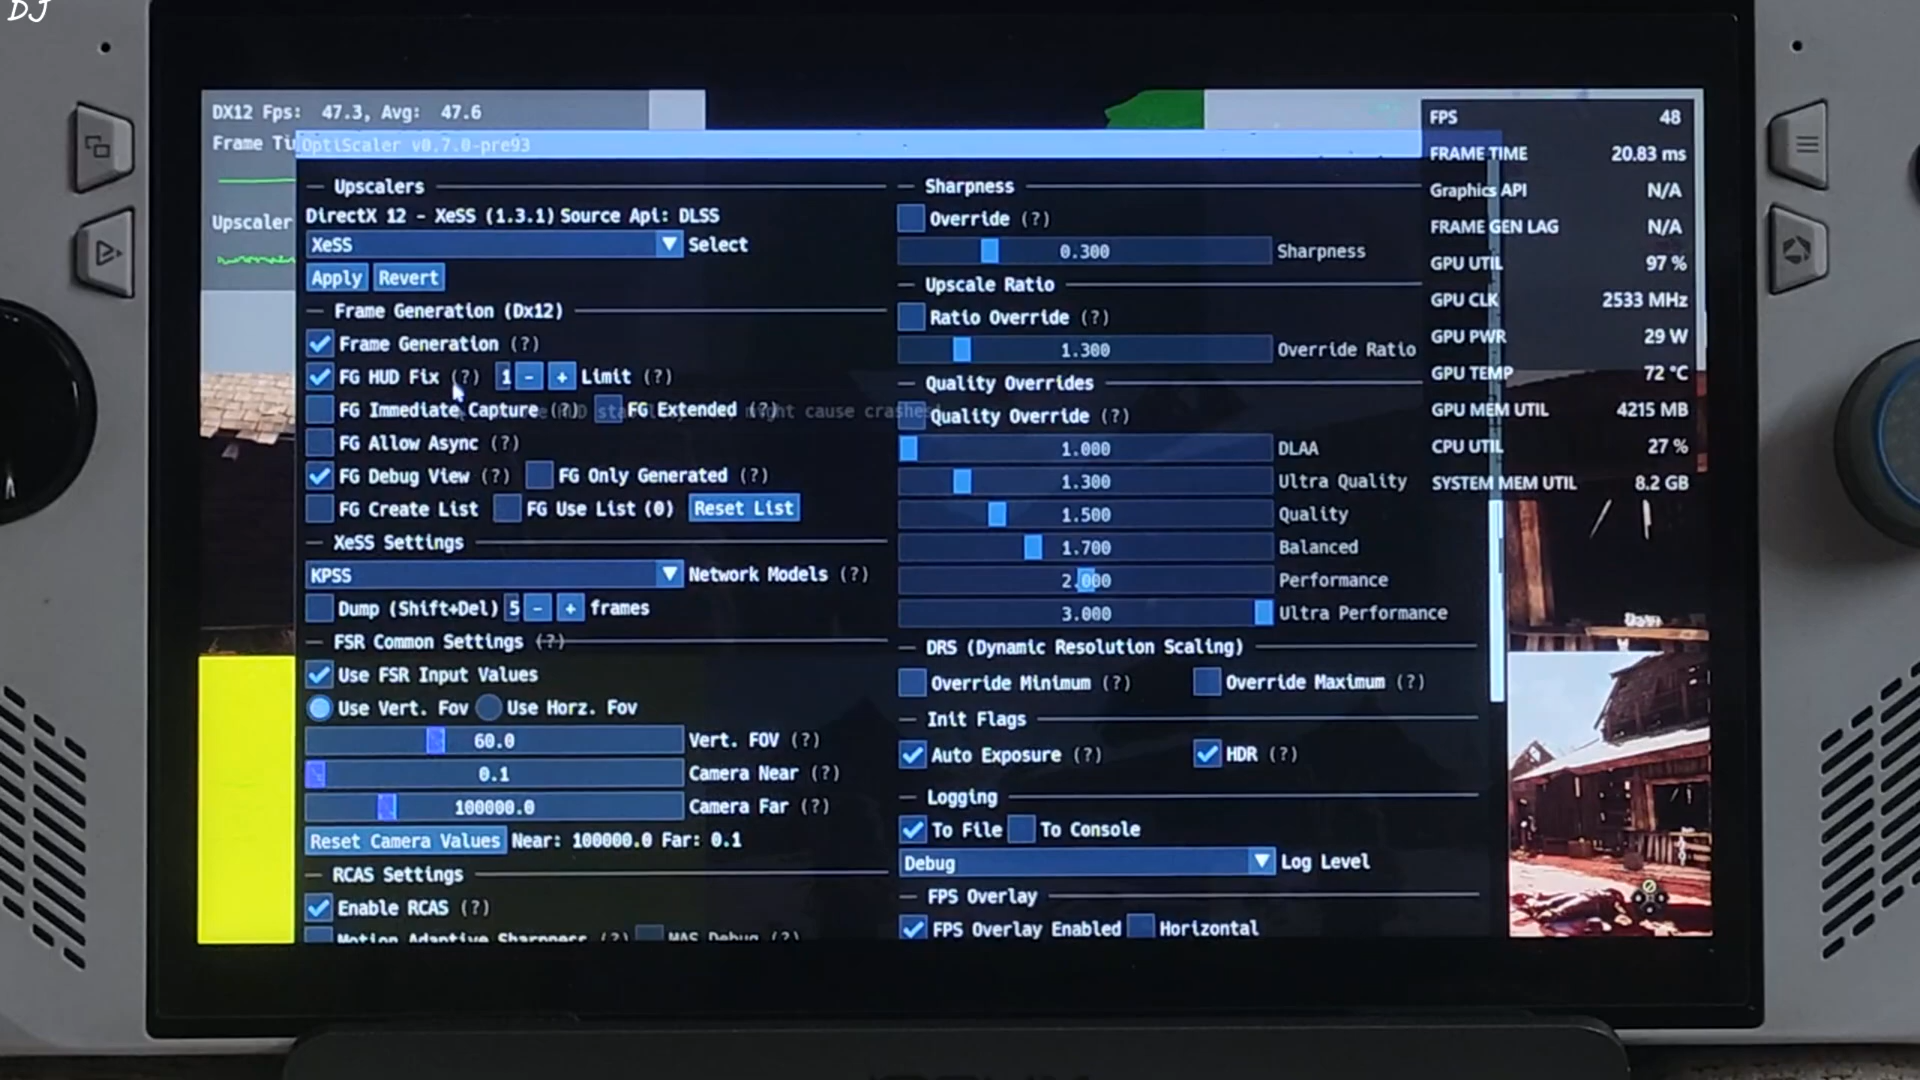 DJ
DX12 Fps: 47.3, Avg: 47.6
Frame Ti
Upscaler
OptiScaler v0.7.0-pre93
Upscalers
DirectX 12 - XeSS (1.3.1) Source Api: DLSS
XeSS Select
Apply Revert
Frame Generation (Dx12)
Frame Generation (?)
FG HUD Fix (?) 1 - + Limit (?)
FG Immediate Capture (?) FG Extended (?) might cause crashes
FG Allow Async (?)
FG Debug View (?) FG Only Generated (?)
FG Create List FG Use List (0) Reset List
XeSS Settings
KPSS Network Models (?)
Dump (Shift+Del) 5 - + frames
FSR Common Settings (?)
Use FSR Input Values
Use Vert. Fov Use Horz. Fov
60.0 Vert. FOV (?)
0.1 Camera Near (?)
100000.0 Camera Far (?)
Reset Camera Values Near: 100000.0 Far: 0.1
RCAS Settings
Enable RCAS (?)
Motion Adaptive Sharpness (?) MAS Debug (?)
Sharpness
Override (?)
0.300 Sharpness
Upscale Ratio
Ratio Override (?)
1.300 Override Ratio
Quality Overrides
Quality Override (?)
1.000 DLAA
1.300 Ultra Quality
1.500 Quality
1.700 Balanced
2.000 Performance
3.000 Ultra Performance
DRS (Dynamic Resolution Scaling)
Override Minimum (?) Override Maximum (?)
Init Flags
Auto Exposure (?) HDR (?)
Logging
To File To Console
Debug Log Level
FPS Overlay
FPS Overlay Enabled Horizontal
FPS 48
FRAME TIME 20.83 ms
Graphics API N/A
FRAME GEN LAG N/A
GPU UTIL 97 %
GPU CLK 2533 MHz
GPU PWR 29 W
GPU TEMP 72 °C
GPU MEM UTIL 4215 MB
CPU UTIL 27 %
SYSTEM MEM UTIL 8.2 GB